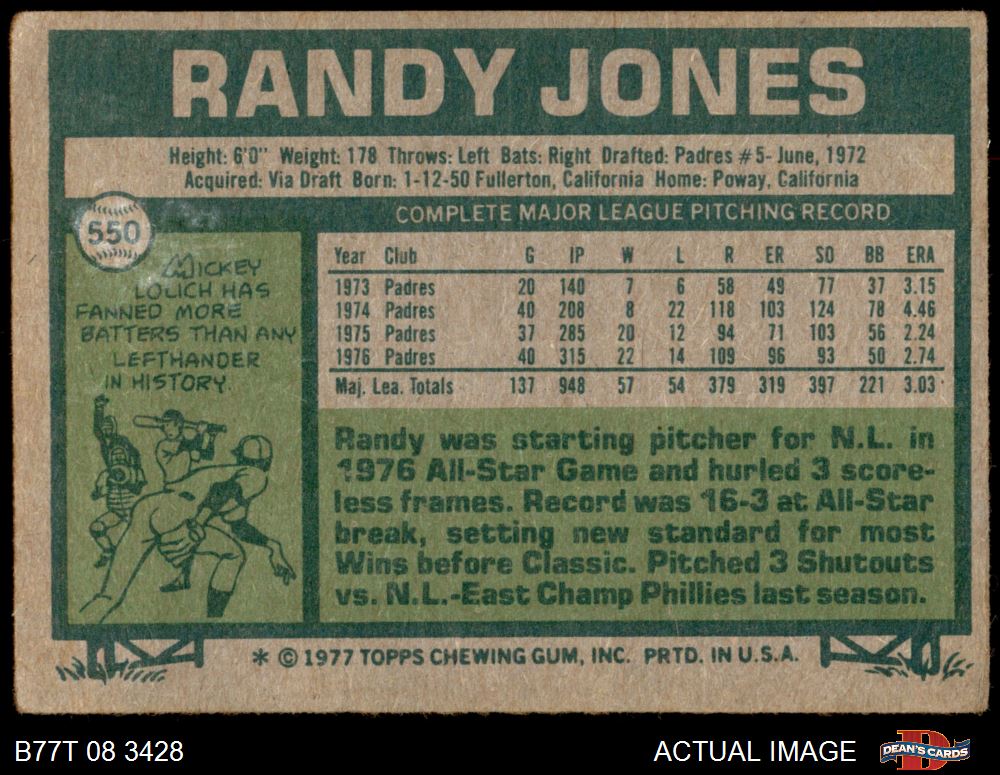 RANDY JONES
Height: 6'0" Weight: 178 Throws: Left Bats: Right Drafted: Padres #5- June, 1972
Acquired: Via Draft Born: 1-12-50 Fullerton, California Home: Poway, California
550
COMPLETE MAJOR LEAGUE PITCHING RECORD
MICKEY
LOLICH HAS
FANNED MORE
BATTERS THAN ANY
LEFTHANDER
IN HISTORY.
Year Club G IP W L R ER SO BB ERA
1973 Padres 20 140 7 6 58 49 77 37 3.15
1974 Padres 40 208 8 22 118 103 124 78 4.46
1975 Padres 37 285 20 12 94 71 103 56 2.24
1976 Padres 40 315 22 14 109 96 93 50 2.74
Maj. Lea. Totals 137 948 57 54 379 319 397 221 3.03
Randy was starting pitcher for N.L. in
1976 All-Star Game and hurled 3 score-
less frames. Record was 16-3 at All-Star
break, setting new standard for most
Wins before Classic. Pitched 3 Shutouts
vs. N.L.-East Champ Phillies last season.
* © 1977 TOPPS CHEWING GUM, INC. PRTD. IN U.S.A.
B77T 08 3428
ACTUAL IMAGE
D
DEAN'S CARDS